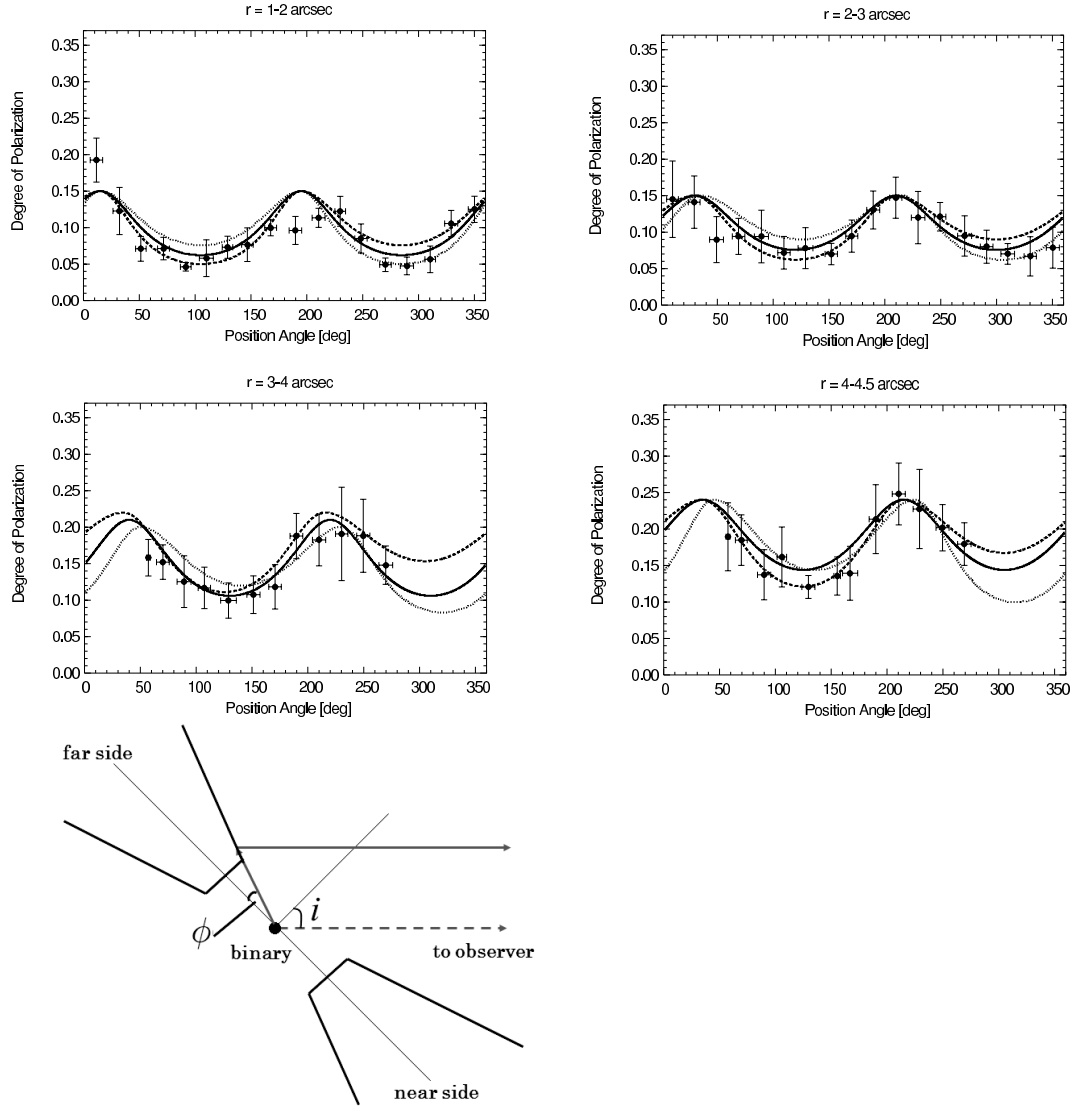 r = 1-2 arcsec
Degree of Polarization
0.35
0.30
0.25
0.20
0.15
0.10
0.05
0.00
0 50 100 150 200 250 300 350
Position Angle [deg]
r = 2-3 arcsec
Degree of Polarization
0.35
0.30
0.25
0.20
0.15
0.10
0.05
0.00
0 50 100 150 200 250 300 350
Position Angle [deg]
r = 3-4 arcsec
Degree of Polarization
0.35
0.30
0.25
0.20
0.15
0.10
0.05
0.00
0 50 100 150 200 250 300 350
Position Angle [deg]
r = 4-4.5 arcsec
Degree of Polarization
0.35
0.30
0.25
0.20
0.15
0.10
0.05
0.00
0 50 100 150 200 250 300 350
Position Angle [deg]
far side
ϕ
i
binary
to observer
near side